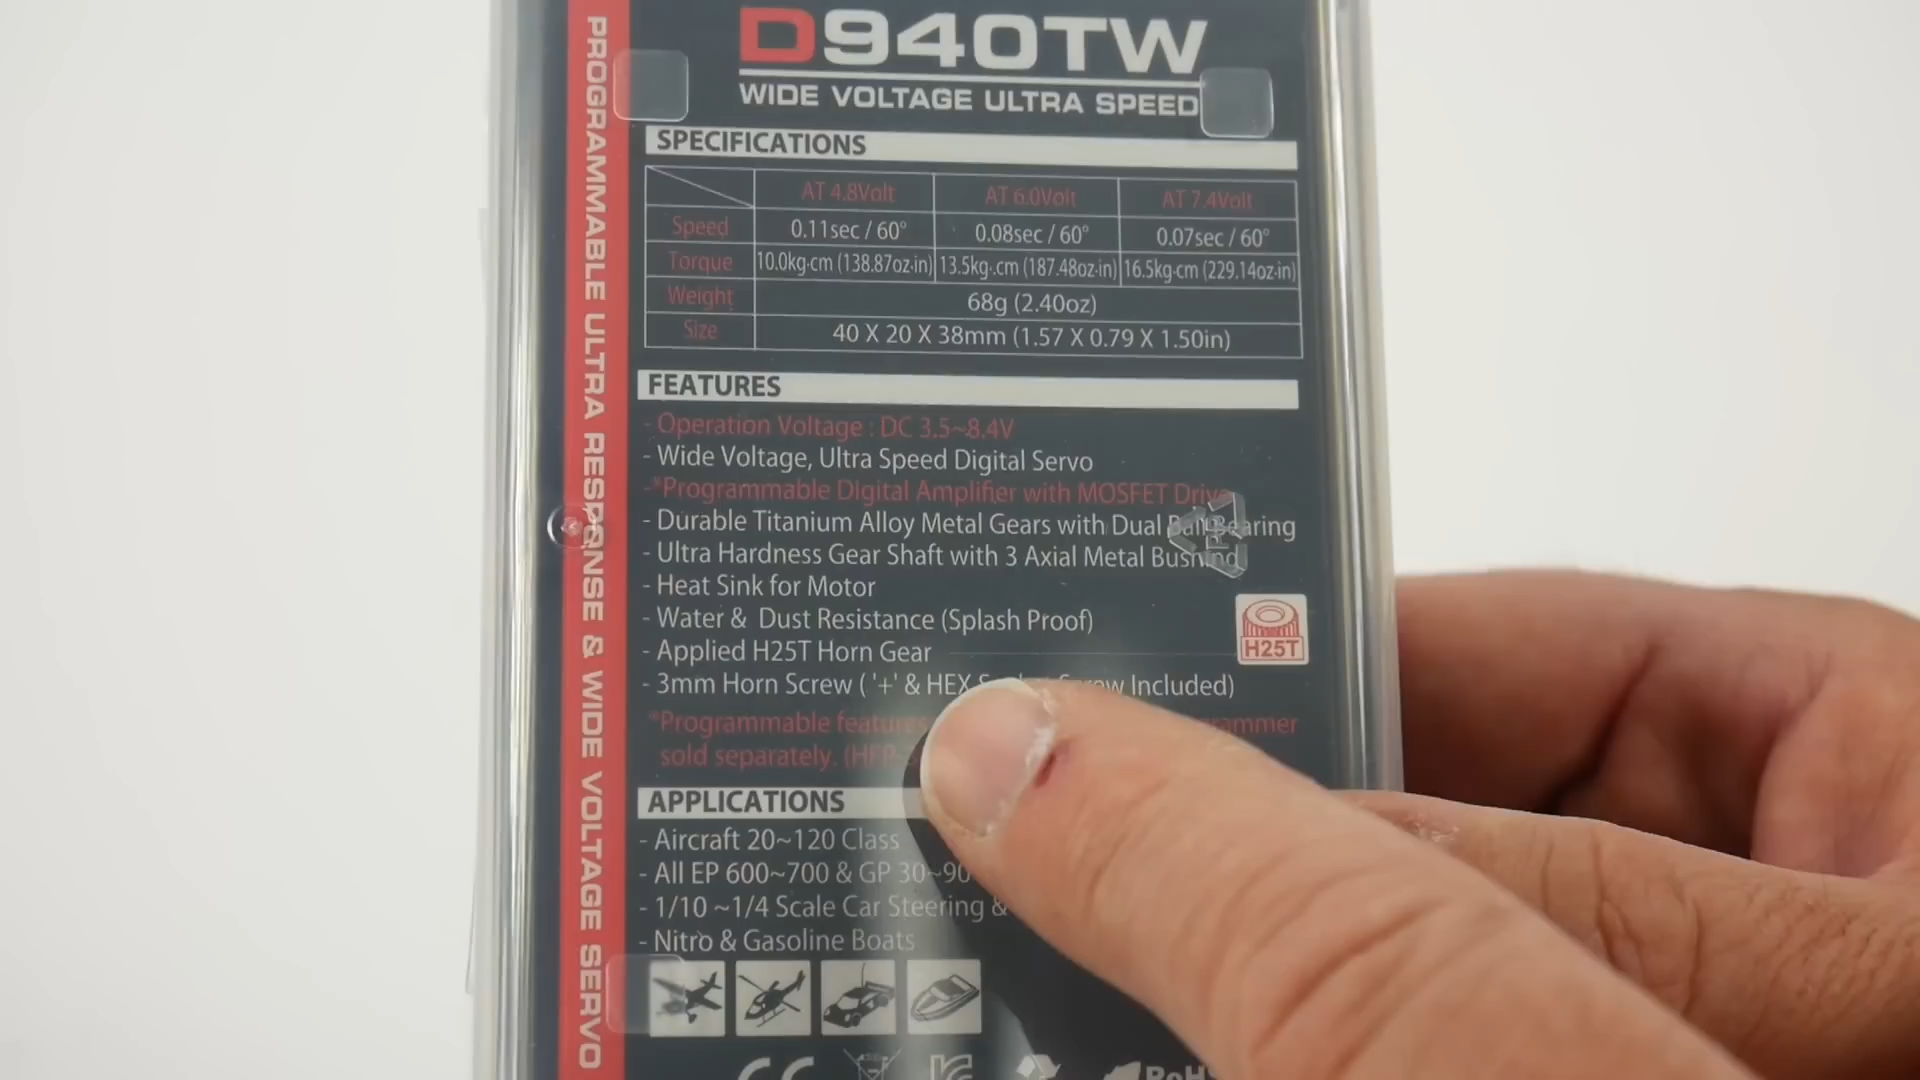 D940TW
WIDE VOLTAGE ULTRA SPEED
PROGRAMMABLE ULTRA RESPONSE & WIDE VOLTAGE SERVO
SPECIFICATIONS
AT 4.8Volt AT 6.0Volt AT 7.4Volt
Speed 0.11sec / 60° 0.08sec / 60° 0.07sec / 60°
Torque 10.0kg·cm (138.87oz·in) 13.5kg·.cm (187.48oz·in) 16.5kg·cm (229.14oz·in)
Weight 68g (2.40oz)
Size 40 X 20 X 38mm (1.57 X 0.79 X 1.50in)
FEATURES
- Operation Voltage : DC 3.5~8.4V
- Wide Voltage, Ultra Speed Digital Servo
-*Programmable Digital Amplifier with MOSFET Drive
- Durable Titanium Alloy Metal Gears with Dual Ball Bearing
- Ultra Hardness Gear Shaft with 3 Axial Metal Bushing
- Heat Sink for Motor
- Water & Dust Resistance (Splash Proof)
- Applied H25T Horn Gear
H25T
- 3mm Horn Screw ( '+' & HEX Screw Included)
*Programmable features
sold separately.
APPLICATIONS
- Aircraft 20~120 Class
- All EP 600~700 & GP 30~90
- 1/10 ~1/4 Scale Car Steering &
- Nitro & Gasoline Boats
CE
RoHS